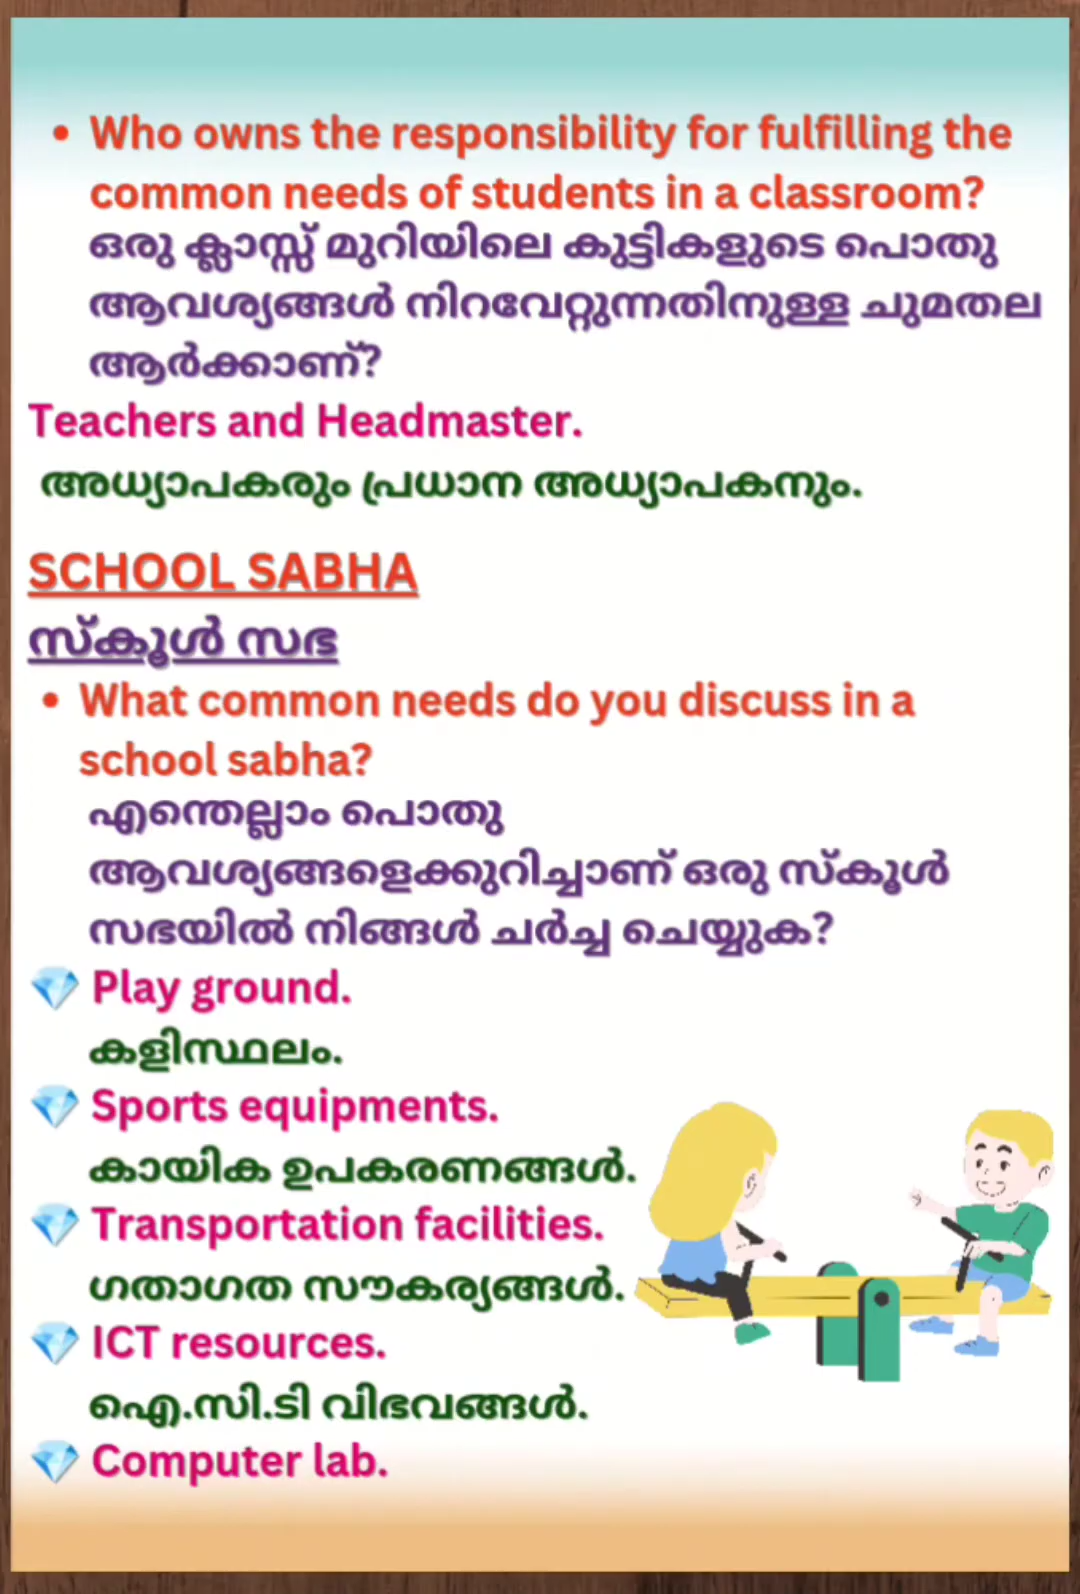 • Who owns the responsibility for fulfilling the
common needs of students in a classroom?
ഒരു ക്ലാസ്സ് മുറിയിലെ കുട്ടികളുടെ പൊതു
ആവശ്യങ്ങൾ നിറവേറ്റുന്നതിനുള്ള ചുമതല
ആർക്കാണ്?
Teachers and Headmaster.
അധ്യാപകരും പ്രധാന അധ്യാപകനും.
SCHOOL SABHA
സ്കൂൾ സഭ
• What common needs do you discuss in a
school sabha?
എന്തെല്ലാം പൊതു
ആവശ്യങ്ങളെക്കുറിച്ചാണ് ഒരു സ്കൂൾ
സഭയിൽ നിങ്ങൾ ചർച്ച ചെയ്യുക?
💎 Play ground.
കളിസ്ഥലം.
💎 Sports equipments.
കായിക ഉപകരണങ്ങൾ.
💎 Transportation facilities.
ഗതാഗത സൗകര്യങ്ങൾ.
💎 ICT resources.
ഐ.സി.ടി വിഭവങ്ങൾ.
💎 Computer lab.